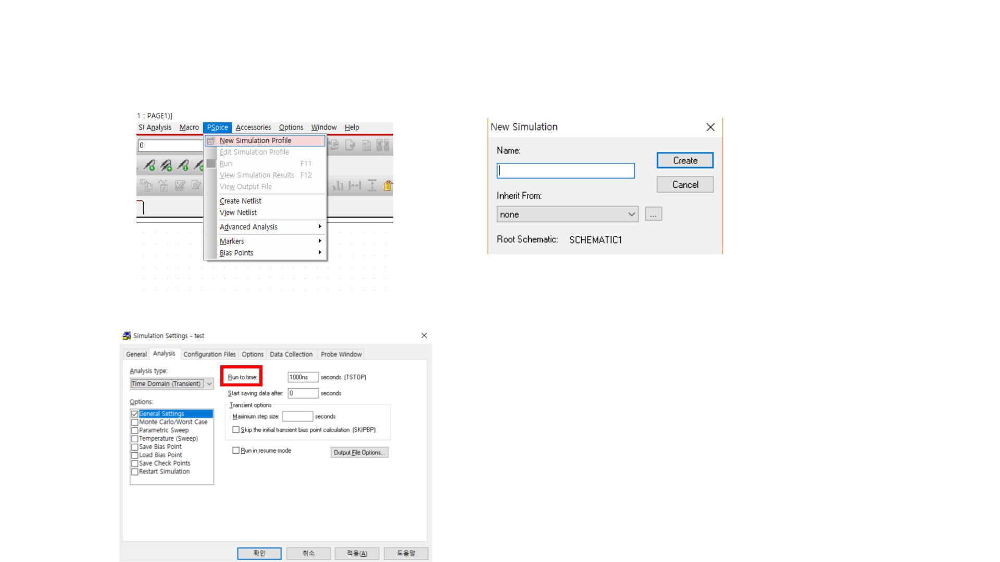 1 : PAGE1)]
SI Analysis Macro PSpice Accessories Options Window Help
0
New Simulation Profile
Edit Simulation Profile
Run F11
View Simulation Results F12
View Output File
Create Netlist
View Netlist
Advanced Analysis
Markers
Bias Points
New Simulation
Name:
Create
Cancel
Inherit From:
none
...
Root Schematic: SCHEMATIC1
Simulation Settings - test
General Analysis Configuration Files Options Data Collection Probe Window
Analysis type:
Time Domain (Transient)
Options:
General Settings
Monte Carlo/Worst Case
Parametric Sweep
Temperature (Sweep)
Save Bias Point
Load Bias Point
Save Check Points
Restart Simulation
Run to time: 1000ns seconds (TSTOP)
Start saving data after: 0 seconds
Transient options
Maximum step size: seconds
Skip the initial transient bias point calculation (SKIPBP)
Run in resume mode
Output File Options...
확인 취소 적용(A) 도움말